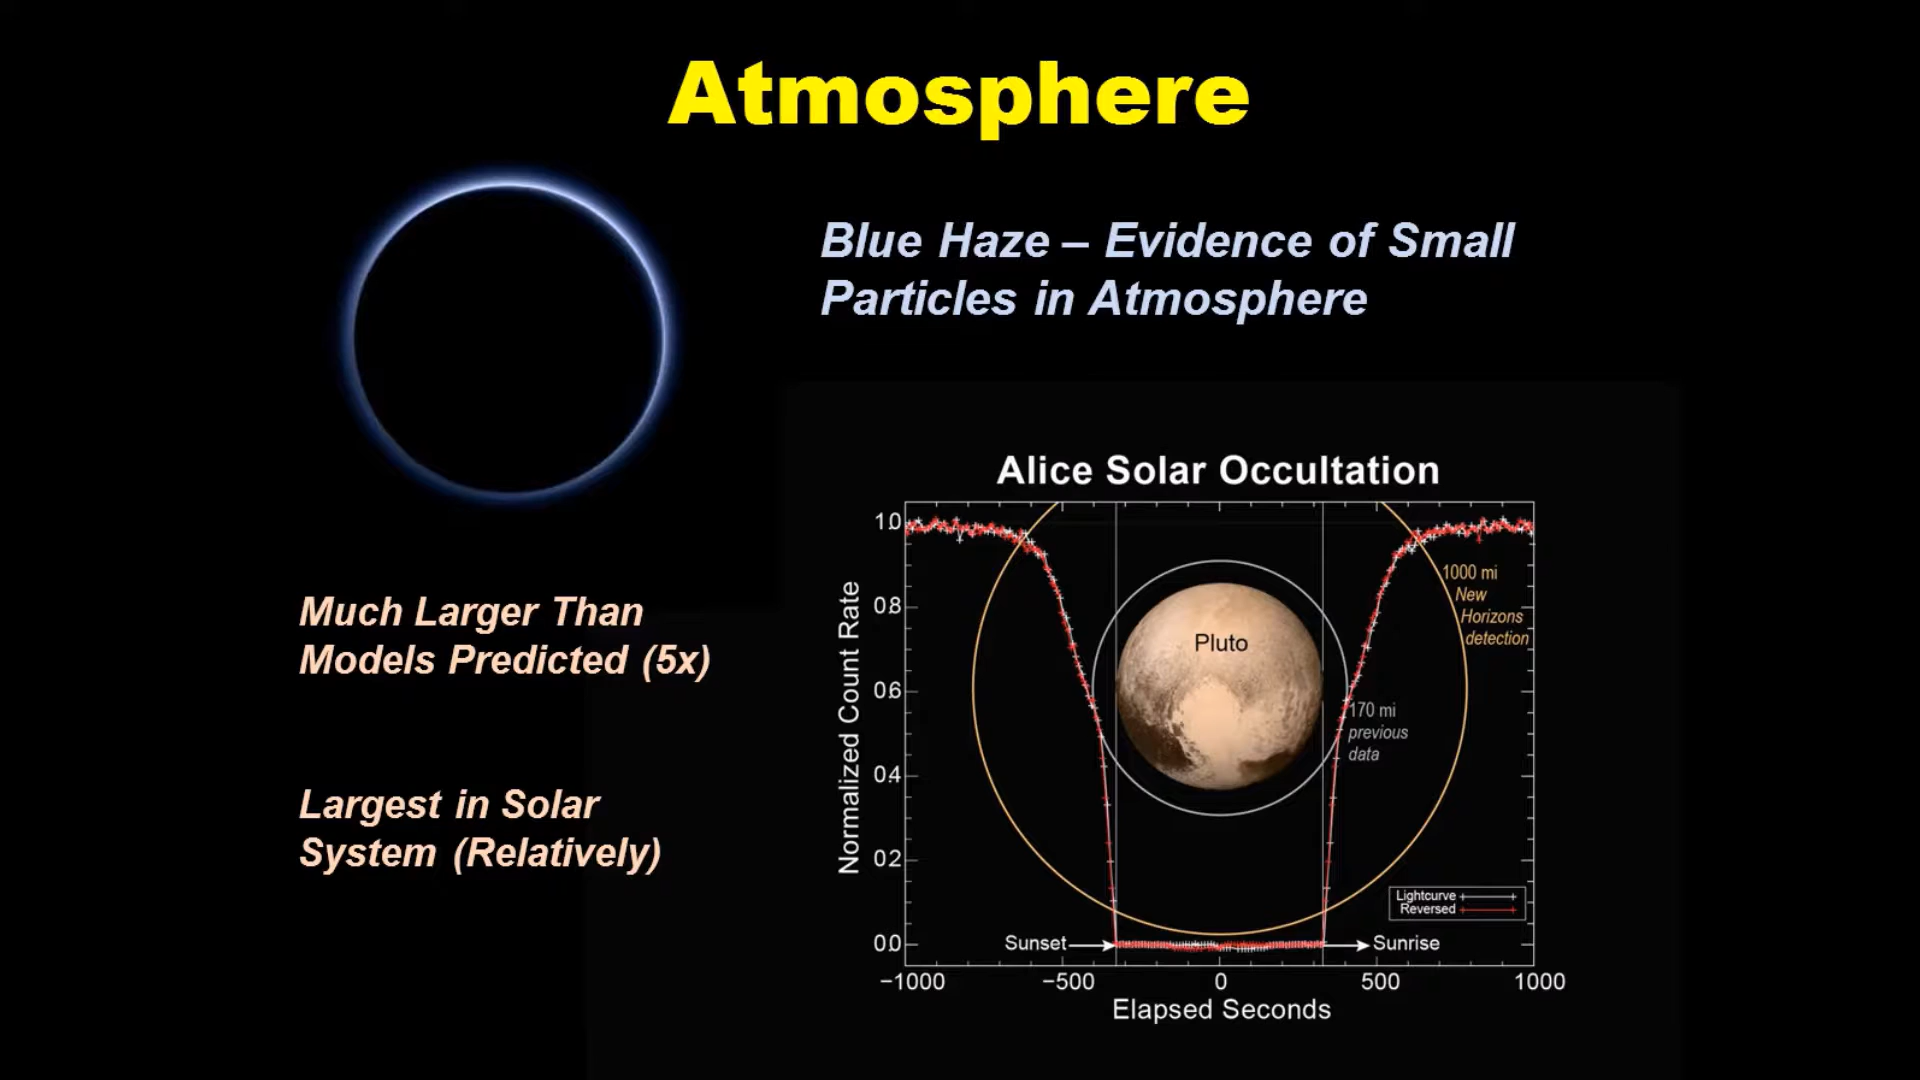 Atmosphere
Blue Haze – Evidence of Small
Particles in Atmosphere
Much Larger Than
Models Predicted (5x)
Largest in Solar
System (Relatively)
Alice Solar Occultation
Normalized Count Rate
1.0
0.8
0.6
0.4
0.2
0.0
Pluto
1000 mi
New
Horizons
detection
170 mi
previous
data
Lightcurve
Reversed
Sunset
Sunrise
−1000 −500 0 500 1000
Elapsed Seconds